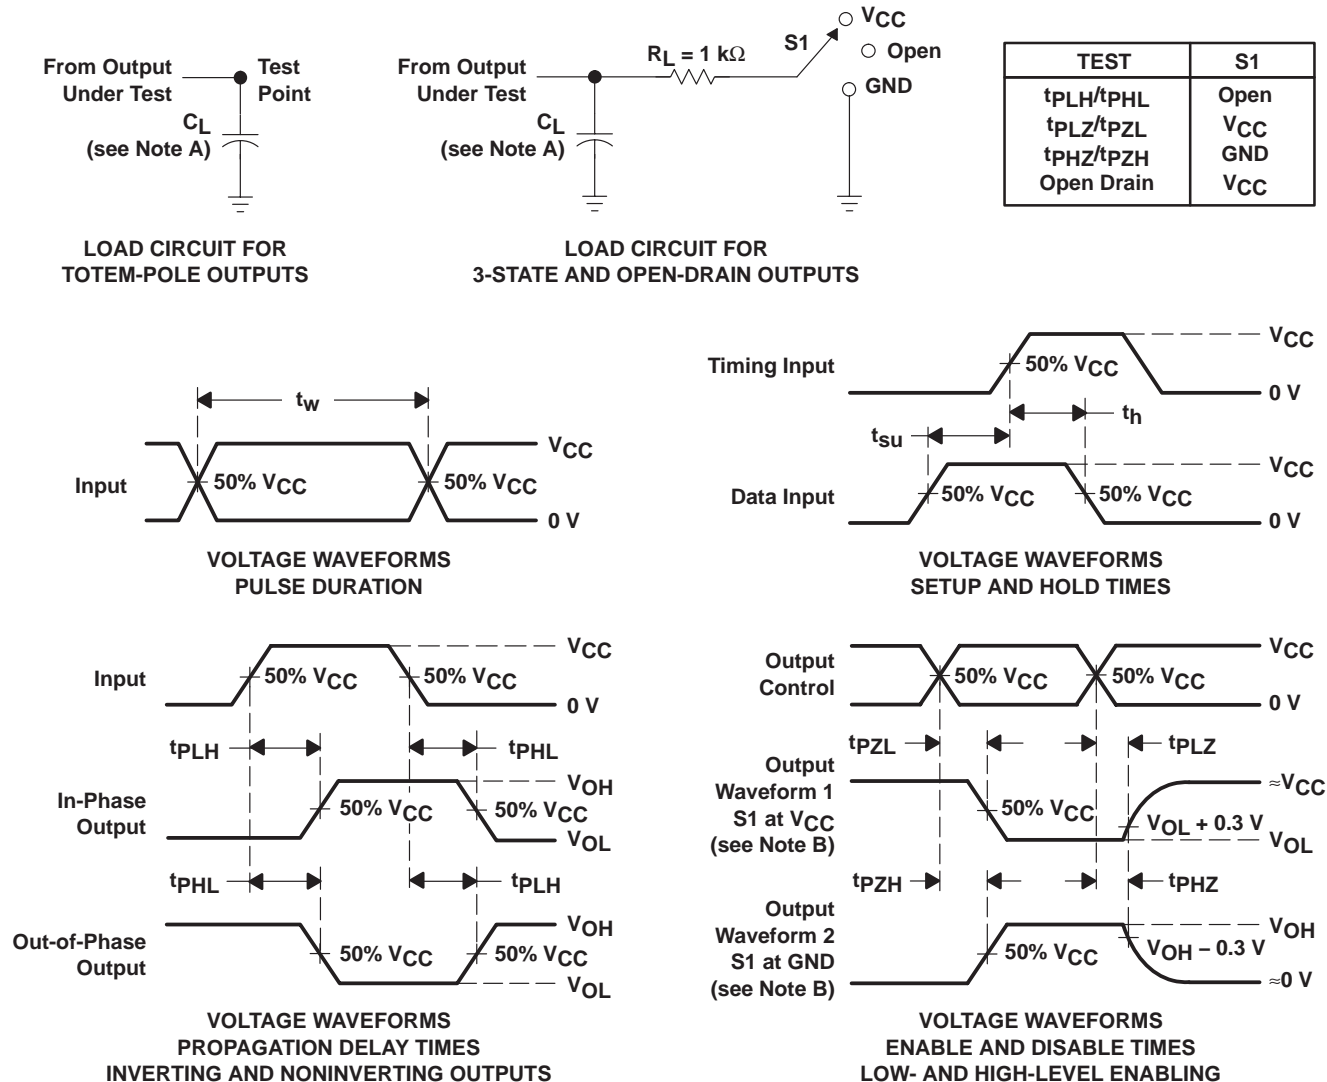 From Output
Under Test
Test
Point
CL
(see Note A)
LOAD CIRCUIT FOR
TOTEM-POLE OUTPUTS
From Output
Under Test
CL
(see Note A)
RL = 1 kΩ
S1
VCC
Open
GND
LOAD CIRCUIT FOR
3-STATE AND OPEN-DRAIN OUTPUTS
TEST S1
tPLH/tPHL Open
tPLZ/tPZL VCC
tPHZ/tPZH GND
Open Drain VCC
tw
Input
50% VCC
50% VCC
VCC
0 V
VOLTAGE WAVEFORMS
PULSE DURATION
Timing Input
50% VCC
VCC
0 V
tsu
th
Data Input
50% VCC
50% VCC
VCC
0 V
VOLTAGE WAVEFORMS
SETUP AND HOLD TIMES
Input
50% VCC
50% VCC
VCC
0 V
tPLH
tPHL
In-Phase
Output
50% VCC
50% VCC
VOH
VOL
tPHL
tPLH
Out-of-Phase
Output
50% VCC
50% VCC
VOH
VOL
VOLTAGE WAVEFORMS
PROPAGATION DELAY TIMES
INVERTING AND NONINVERTING OUTPUTS
Output
Control
50% VCC
50% VCC
VCC
0 V
tPZL
tPLZ
Output
Waveform 1
S1 at VCC
(see Note B)
50% VCC
≈VCC
VOL + 0.3 V
VOL
tPZH
tPHZ
Output
Waveform 2
S1 at GND
(see Note B)
50% VCC
VOH
VOH − 0.3 V
≈0 V
VOLTAGE WAVEFORMS
ENABLE AND DISABLE TIMES
LOW- AND HIGH-LEVEL ENABLING